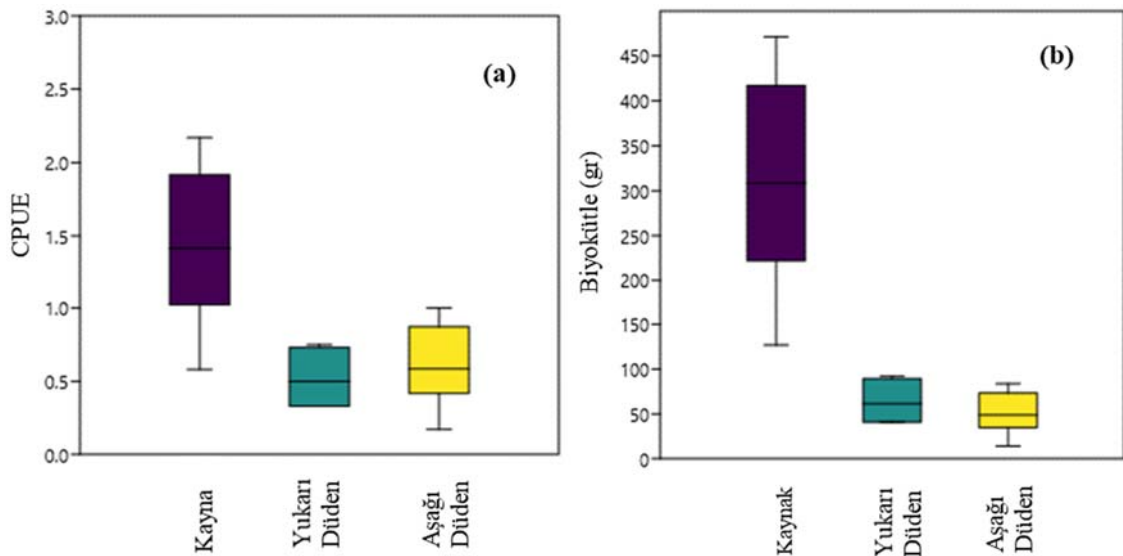 (a)
CPUE
3.0
2.5
2.0
1.5
1.0
0.5
0.0
Kayna
Yukarı
Düden
Aşağı
Düden
(b)
Biyokütle (gr)
450
400
350
300
250
200
150
100
50
0
Kaynak
Yukarı
Düden
Aşağı
Düden